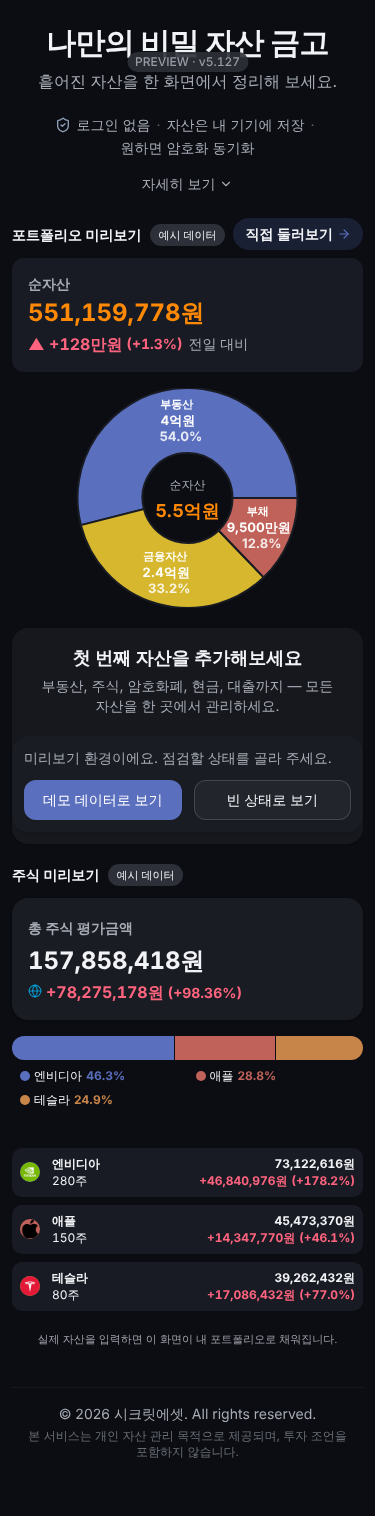 나만의 비밀 자산 금고
PREVIEW · v5.127
흩어진 자산을 한 화면에서 정리해 보세요.
로그인 없음 · 자산은 내 기기에 저장 ·
원하면 암호화 동기화
자세히 보기
포트폴리오 미리보기 예시 데이터 직접 둘러보기 →
순자산
551,159,778원
▲ +128만원 (+1.3%) 전일 대비
부동산
4억원
54.0%
순자산
5.5억원
부채
9,500만원
12.8%
금융자산
2.4억원
33.2%
첫 번째 자산을 추가해보세요
부동산, 주식, 암호화폐, 현금, 대출까지 — 모든
자산을 한 곳에서 관리하세요.
미리보기 환경이에요. 점검할 상태를 골라 주세요.
데모 데이터로 보기 빈 상태로 보기
주식 미리보기 예시 데이터
총 주식 평가금액
157,858,418원
+78,275,178원 (+98.36%)
엔비디아 46.3% 애플 28.8%
테슬라 24.9%
엔비디아 73,122,616원
280주 +46,840,976원 (+178.2%)
애플 45,473,370원
150주 +14,347,770원 (+46.1%)
테슬라 39,262,432원
80주 +17,086,432원 (+77.0%)
실제 자산을 입력하면 이 화면이 내 포트폴리오로 채워집니다.
© 2026 시크릿에셋. All rights reserved.
본 서비스는 개인 자산 관리 목적으로 제공되며, 투자 조언을
포함하지 않습니다.